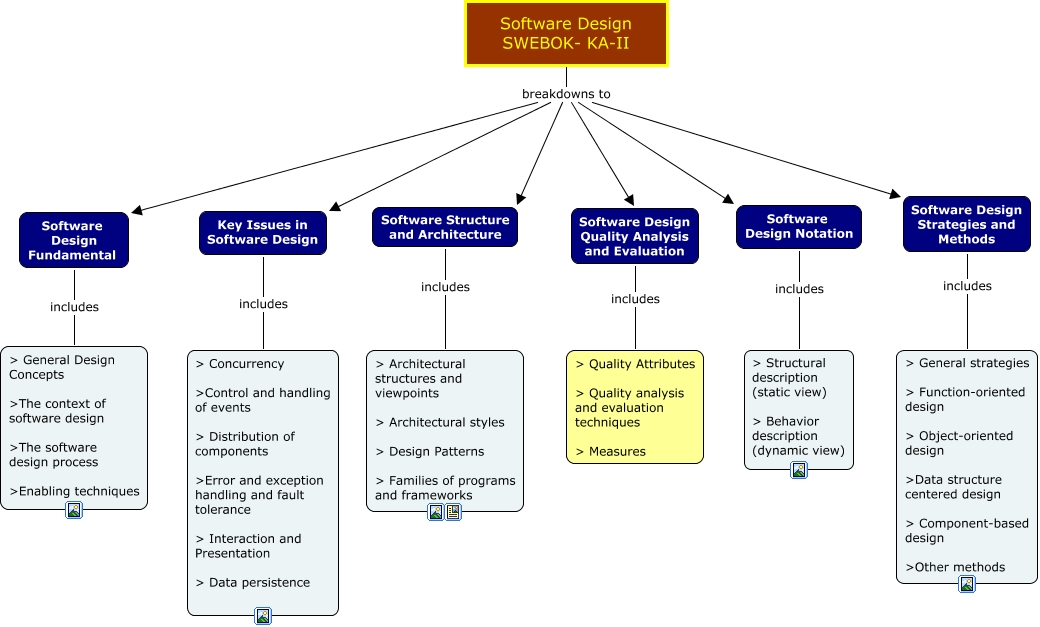 Software Design
SWEBOK- KA-II
breakdowns to
Software
Design
Fundamental
Key Issues in
Software Design
Software Structure
and Architecture
Software Design
Quality Analysis
and Evaluation
Software
Design Notation
Software Design
Strategies and
Methods
includes
includes
includes
includes
includes
includes
> General Design
Concepts
>The context of
software design
>The software
design process
>Enabling techniques
> Concurrency
>Control and handling
of events
> Distribution of
components
>Error and exception
handling and fault
tolerance
> Interaction and
Presentation
> Data persistence
> Architectural
structures and
viewpoints
> Architectural styles
> Design Patterns
> Families of programs
and frameworks
> Quality Attributes
> Quality analysis
and evaluation
techniques
> Measures
> Structural
description
(static view)
> Behavior
description
(dynamic view)
> General strategies
> Function-oriented
design
> Object-oriented
design
>Data structure
centered design
> Component-based
design
>Other methods